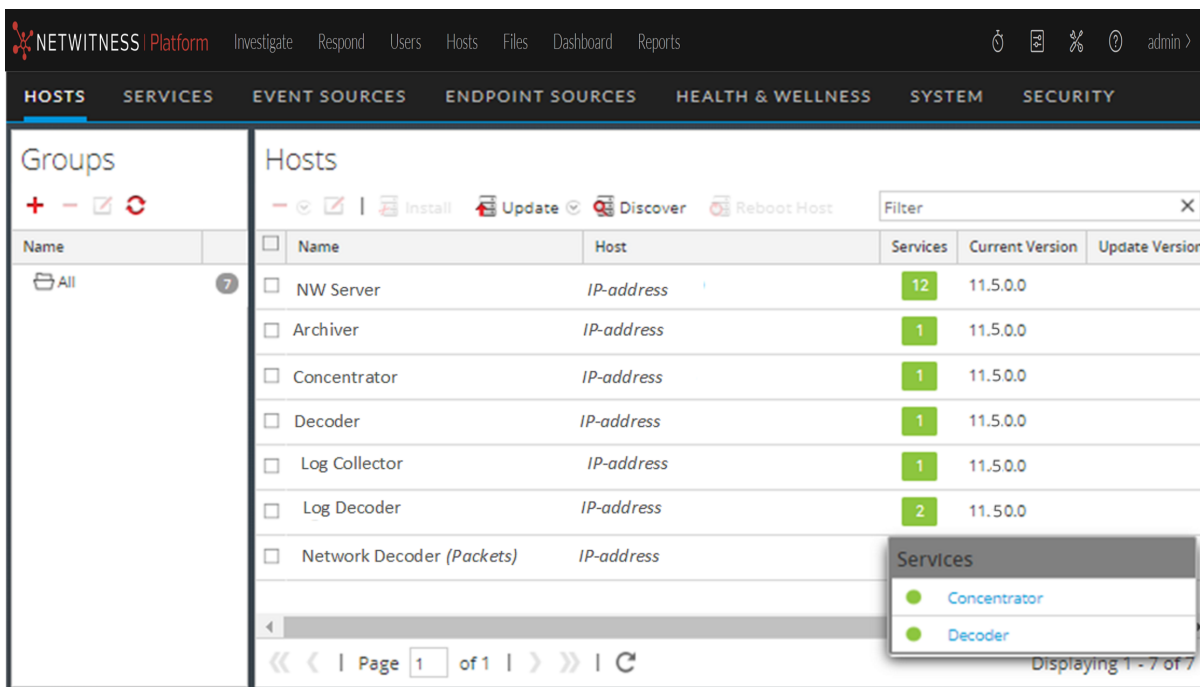 NETWITNESS | Platform Investigate Respond Users Hosts Files Dashboard Reports admin >
HOSTS SERVICES EVENT SOURCES ENDPOINT SOURCES HEALTH & WELLNESS SYSTEM SECURITY
Groups
Hosts
Install Update Discover Reboot Host Filter
Name
Name Host Services Current Version Update Version
All 7
NW Server IP-address 12 11.5.0.0
Archiver IP-address 1 11.5.0.0
Concentrator IP-address 1 11.5.0.0
Decoder IP-address 1 11.5.0.0
Log Collector IP-address 1 11.5.0.0
Log Decoder IP-address 2 11.50.0
Network Decoder (Packets) IP-address
Services
Concentrator
Decoder
Page 1 of 1
Displaying 1 - 7 of 7